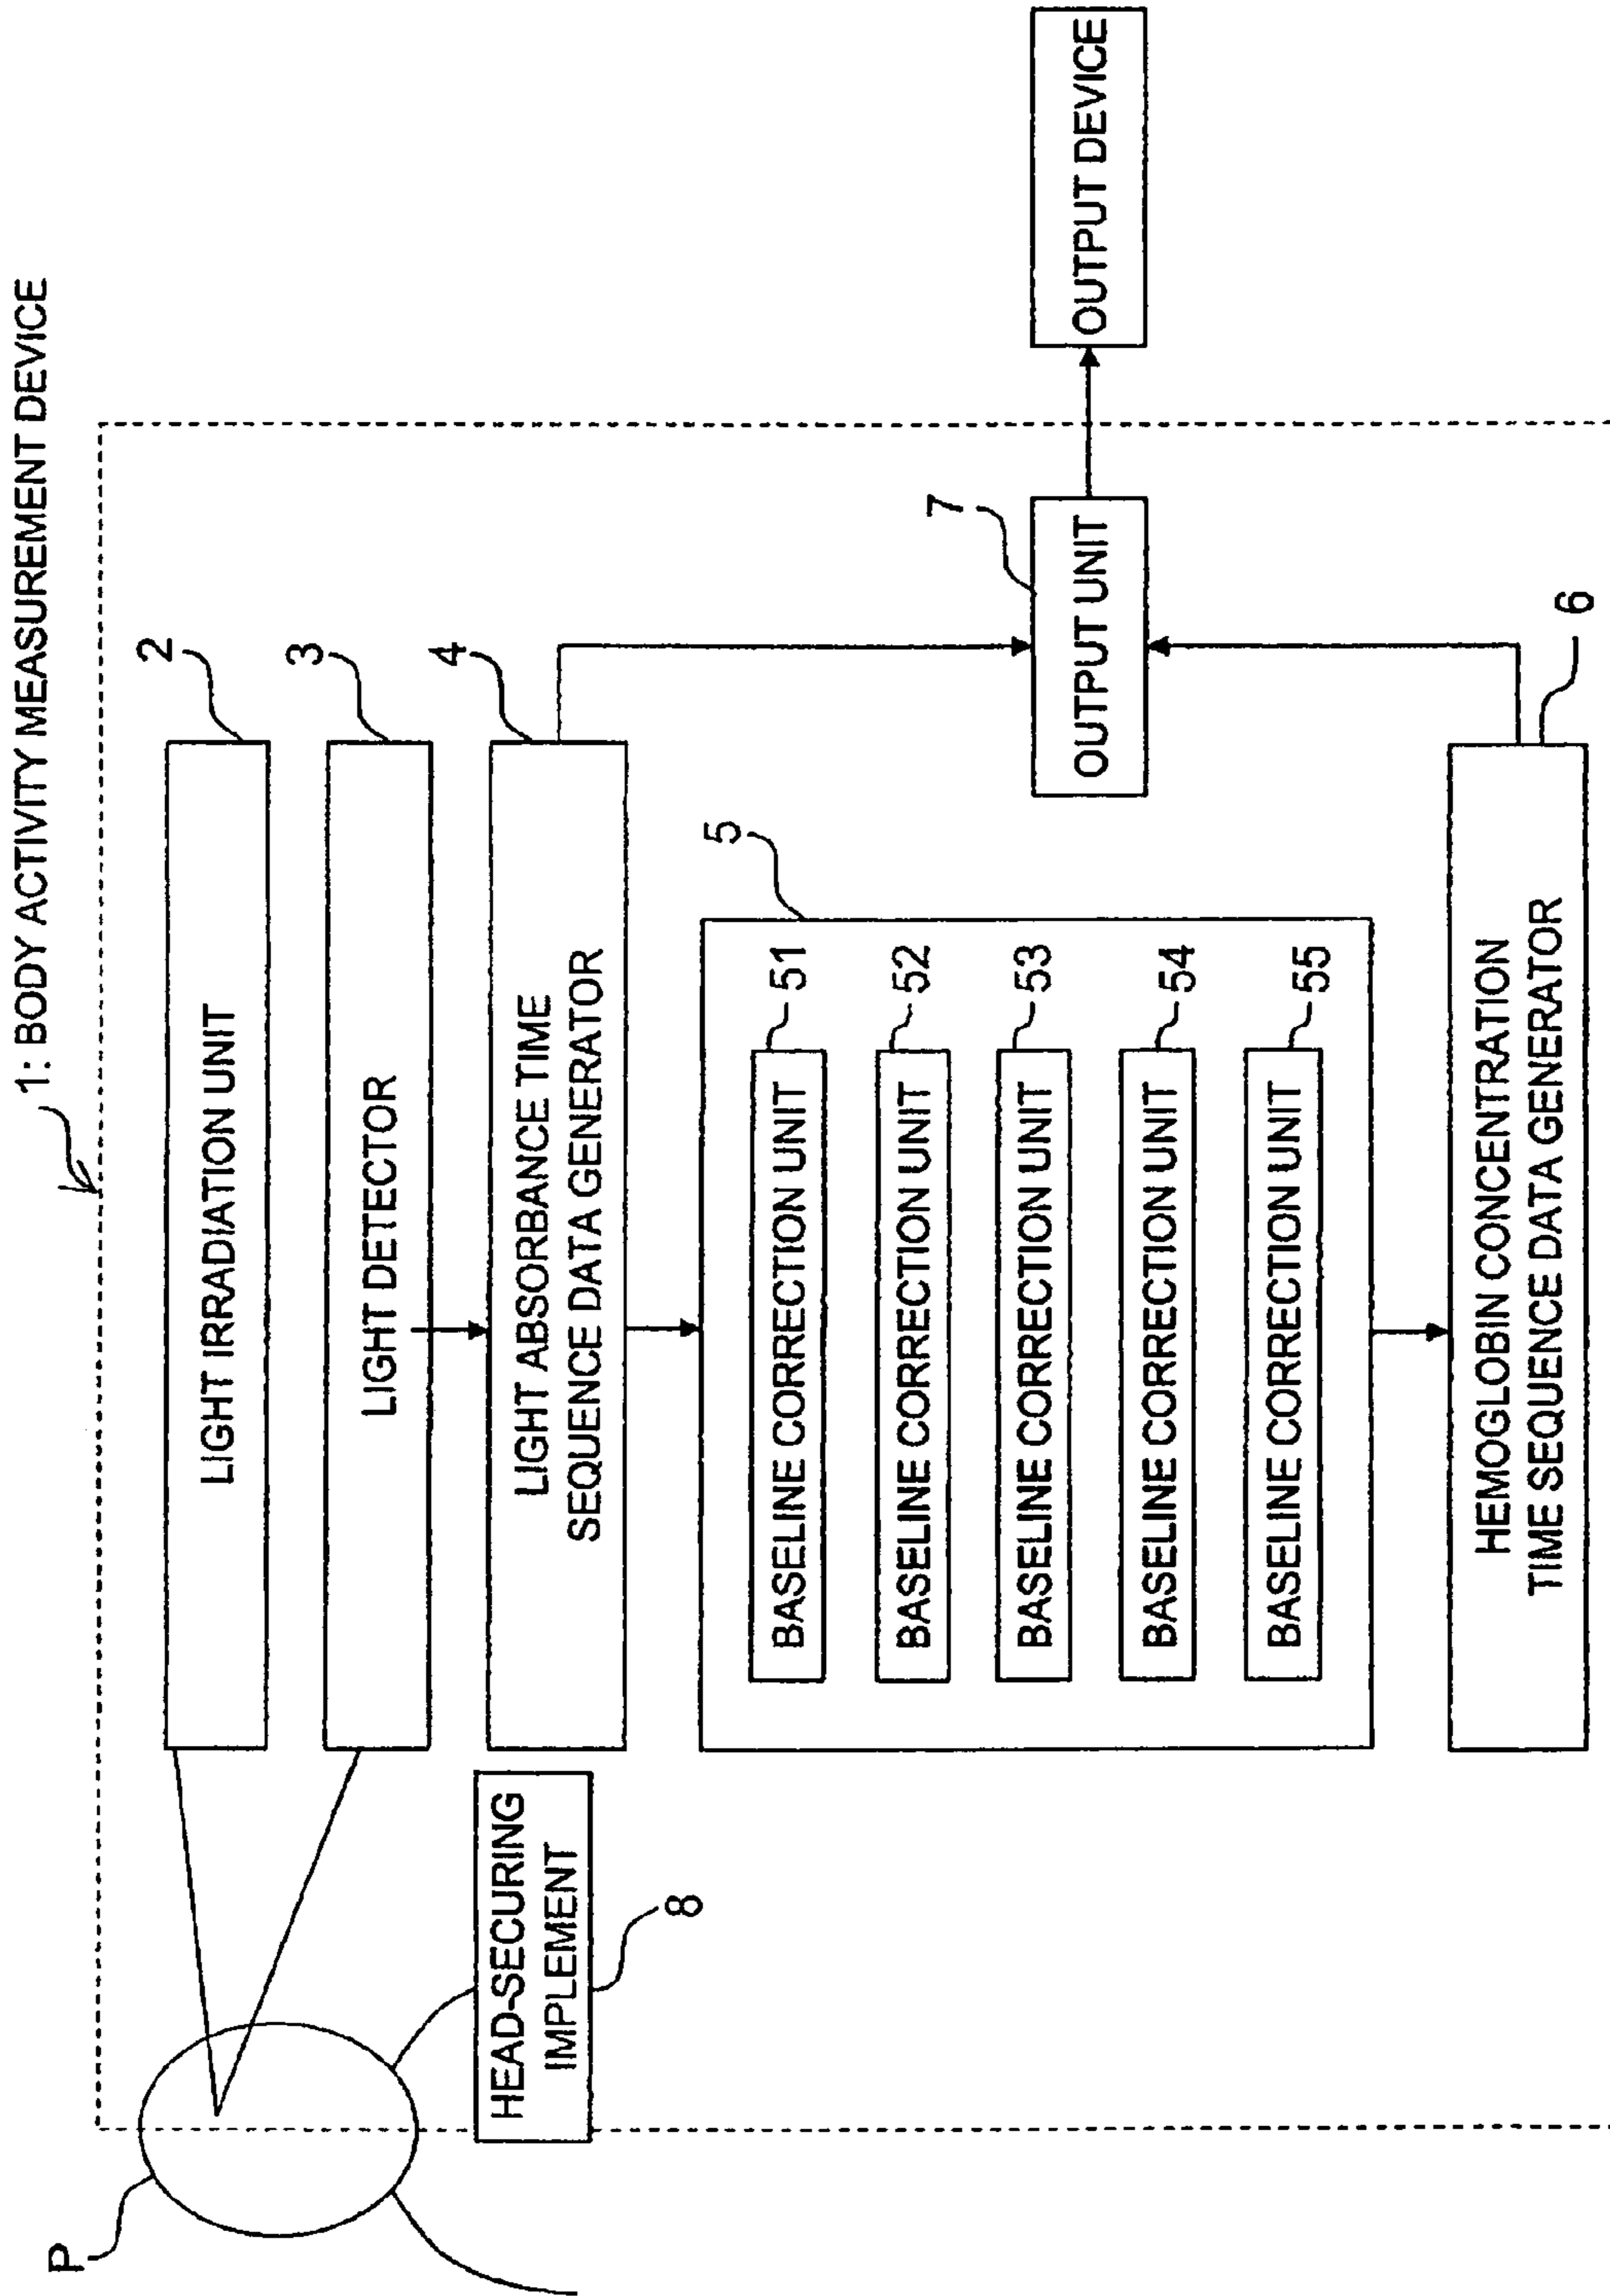 1: BODY ACTIVITY MEASUREMENT DEVICE
P
LIGHT IRRADIATION UNIT
2
LIGHT DETECTOR
3
HEAD-SECURING
IMPLEMENT
8
LIGHT ABSORBANCE TIME
SEQUENCE DATA GENERATOR
4
5
BASELINE CORRECTION UNIT
51
BASELINE CORRECTION UNIT
52
BASELINE CORRECTION UNIT
53
BASELINE CORRECTION UNIT
54
BASELINE CORRECTION UNIT
55
7
OUTPUT UNIT
OUTPUT DEVICE
HEMOGLOBIN CONCENTRATION
TIME SEQUENCE DATA GENERATOR
6